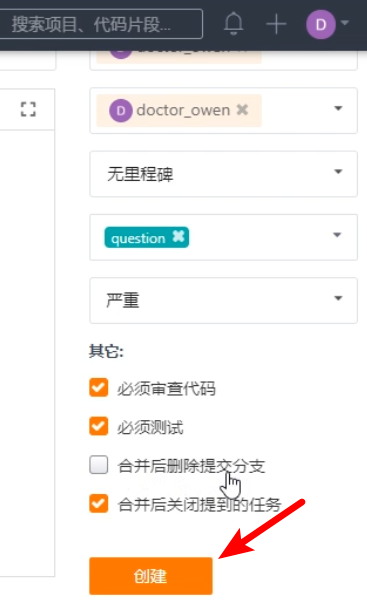 搜索项目、代码片段...
D
doctor_owen
D doctor_owen ✖
无里程碑
question ✖
严重
其它:
必须审查代码
必须测试
合并后删除提交分支
合并后关闭提到的任务
创建